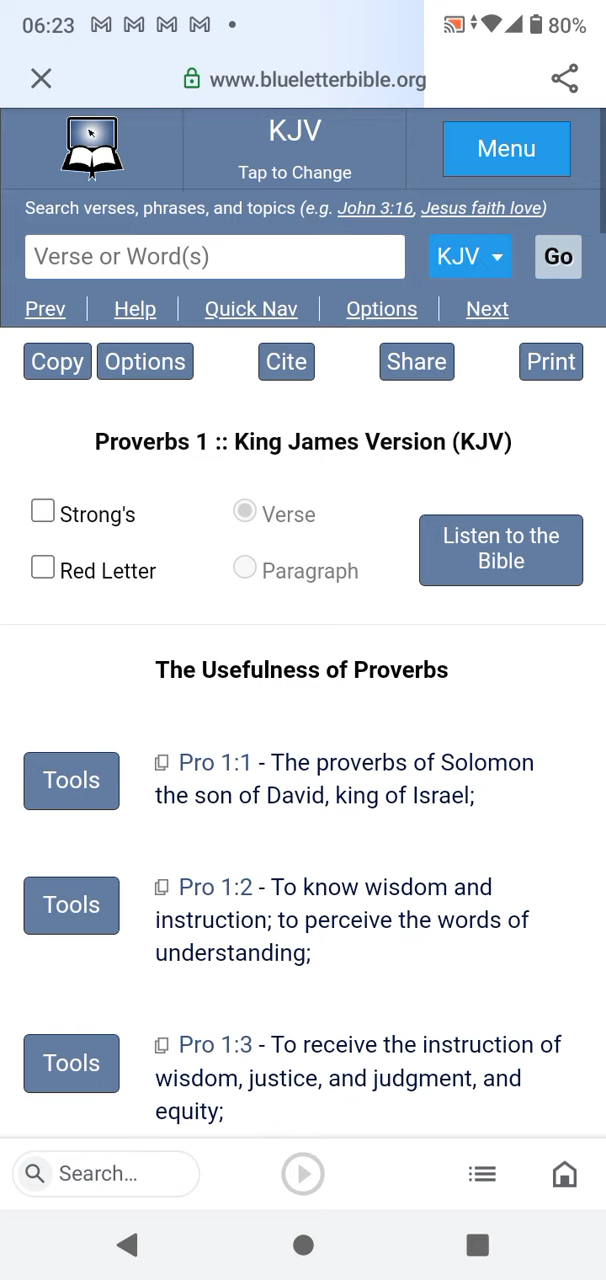 06:23
80%
www.blueletterbible.org
KJV
Tap to Change
Menu
Search verses, phrases, and topics (e.g. John 3:16, Jesus faith love)
Verse or Word(s)
KJV
Go
Prev
Help
Quick Nav
Options
Next
Copy
Options
Cite
Share
Print
Proverbs 1 :: King James Version (KJV)
Strong's
Verse
Listen to the
Bible
Red Letter
Paragraph
The Usefulness of Proverbs
Tools
Pro 1:1 - The proverbs of Solomon
the son of David, king of Israel;
Tools
Pro 1:2 - To know wisdom and
instruction; to perceive the words of
understanding;
Tools
Pro 1:3 - To receive the instruction of
wisdom, justice, and judgment, and
equity;
Search...